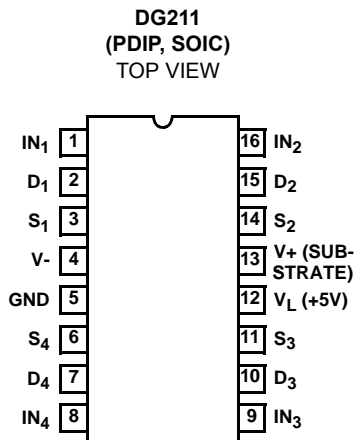 DG211
(PDIP, SOIC)
TOP VIEW
IN1 1 16 IN2
D1 2 15 D2
S1 3 14 S2
V- 4 13 V+ (SUB-
STRATE)
GND 5 12 VL (+5V)
S4 6 11 S3
D4 7 10 D3
IN4 8 9 IN3